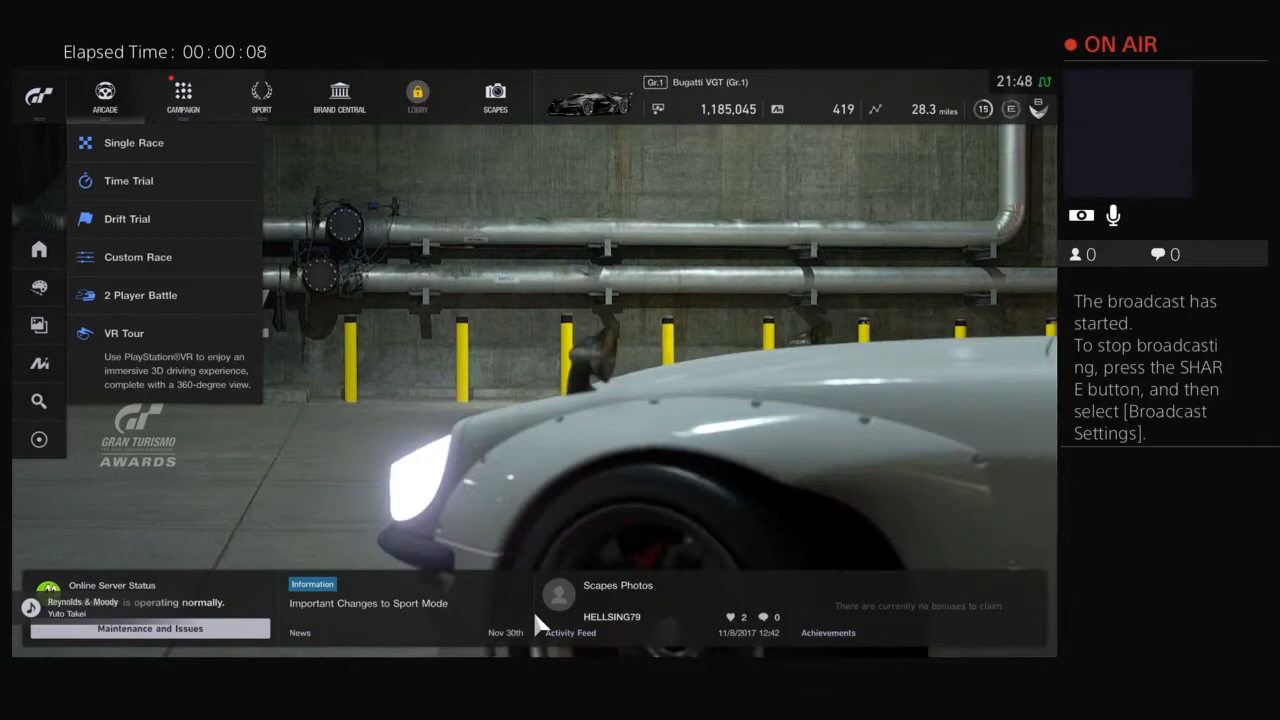 Elapsed Time: 00:00:08
ON AIR
ARCADE
CAMPAIGN
SPORT
BRAND CENTRAL
LOBBY
SCAPES
Gr.1 Bugatti VGT (Gr.1)
21:48
1,185,045
419
28.3 miles
15
E
B
Single Race
Time Trial
Drift Trial
Custom Race
2 Player Battle
VR Tour
Use PlayStation®VR to enjoy an
immersive 3D driving experience,
complete with a 360-degree view.
GRAN TURISMO
AWARDS
0
0
The broadcast has
started.
To stop broadcasti
ng, press the SHAR
E button, and then
select [Broadcast
Settings].
Online Server Status
is operating normally.
Reynolds & Moody
Yuto Takei
Maintenance and Issues
Information
Important Changes to Sport Mode
News
Nov 30th
Scapes Photos
HELLSING79
2
0
Activity Feed
11/8/2017 12:42
There are currently no bonuses to claim
Achievements